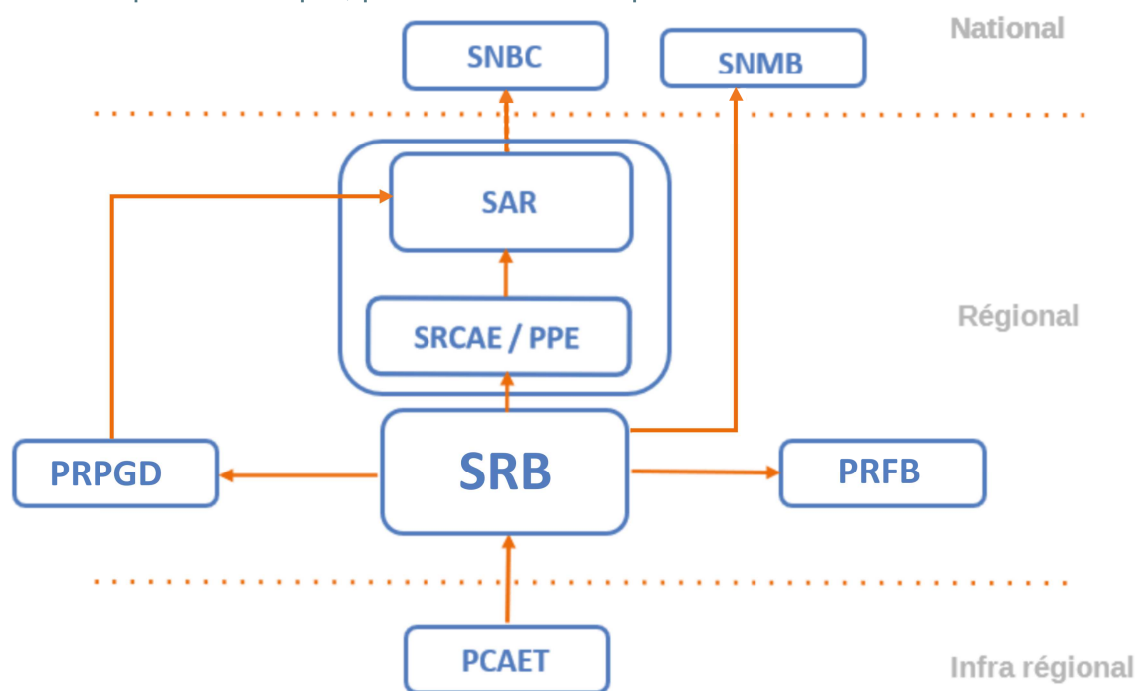 National
SNBC
SNMB
SAR
Régional
SRCAE / PPE
PRPGD
SRB
PRFB
PCAET
Infra régional